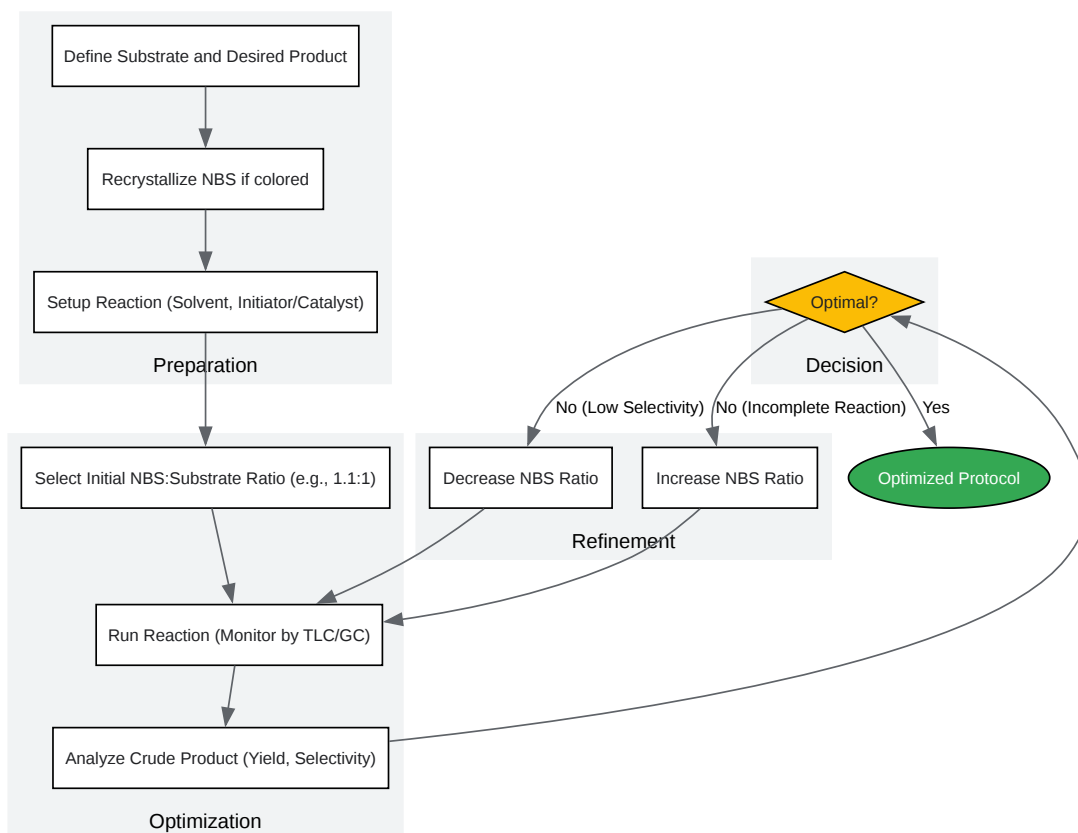 Define Substrate and Desired Product
Recrystallize NBS if colored
Setup Reaction (Solvent, Initiator/Catalyst)
Preparation
Optimal?
Decision
No (Low Selectivity)
No (Incomplete Reaction)
Yes
Select Initial NBS:Substrate Ratio (e.g., 1.1:1)
Decrease NBS Ratio
Increase NBS Ratio
Optimized Protocol
Refinement
Run Reaction (Monitor by TLC/GC)
Analyze Crude Product (Yield, Selectivity)
Optimization